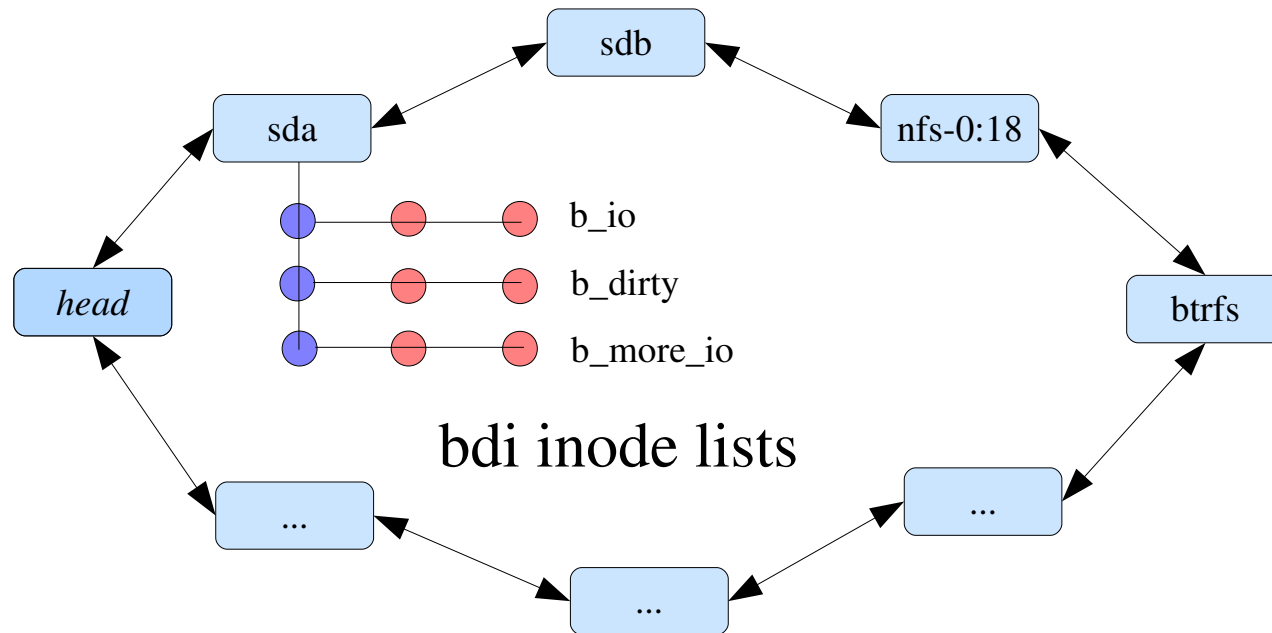 sdb
sda
nfs-0:18
b_io
b_dirty
head
btrfs
b_more_io
bdi inode lists
...
...
...